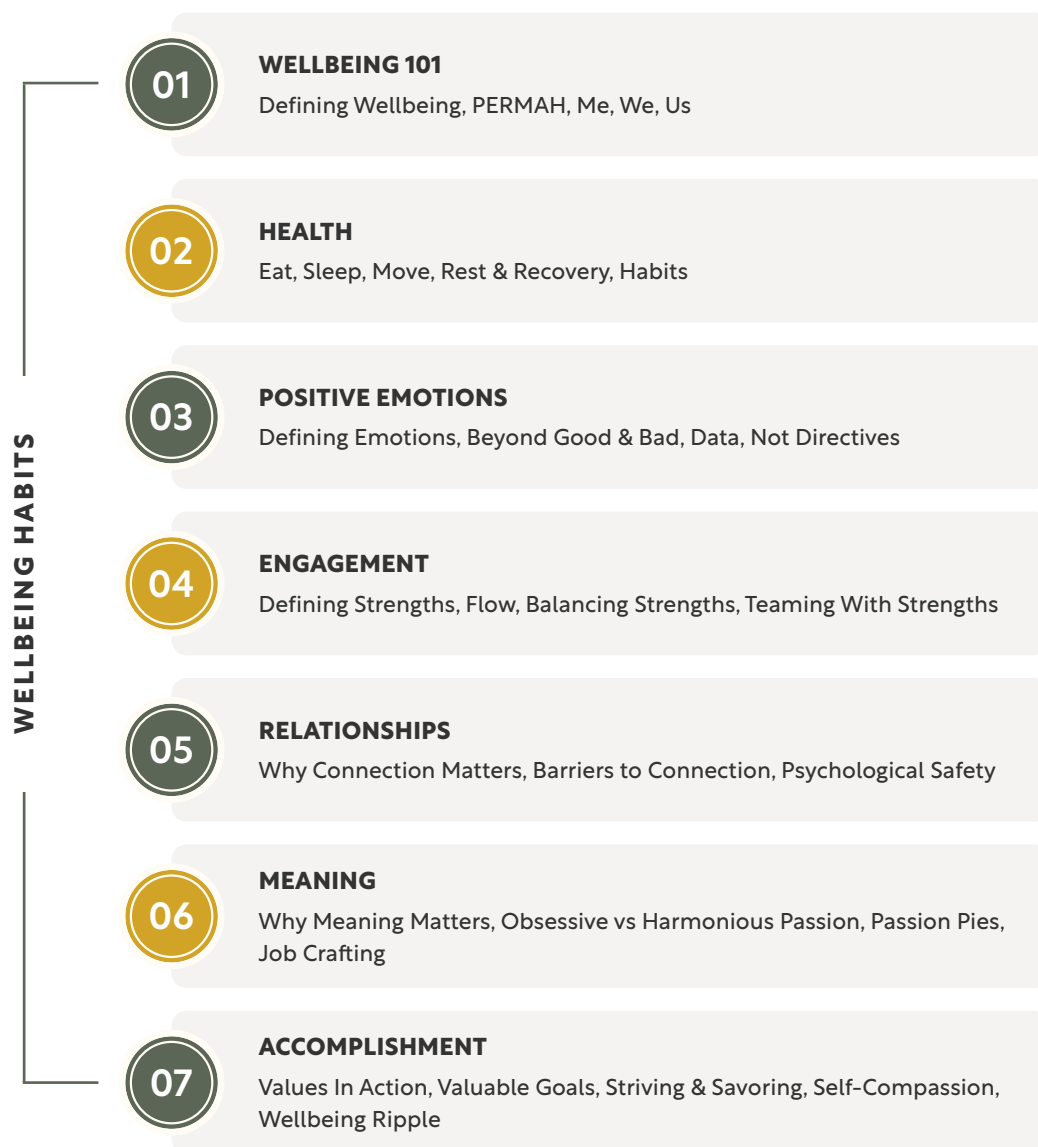 01
WELLBEING 101
Defining Wellbeing, PERMAH, Me, We, Us
02
HEALTH
Eat, Sleep, Move, Rest & Recovery, Habits
03
POSITIVE EMOTIONS
Defining Emotions, Beyond Good & Bad, Data, Not Directives
WELLBEING HABITS
04
ENGAGEMENT
Defining Strengths, Flow, Balancing Strengths, Teaming With Strengths
05
RELATIONSHIPS
Why Connection Matters, Barriers to Connection, Psychological Safety
06
MEANING
Why Meaning Matters, Obsessive vs Harmonious Passion, Passion Pies,
Job Crafting
07
ACCOMPLISHMENT
Values In Action, Valuable Goals, Striving & Savoring, Self-Compassion,
Wellbeing Ripple